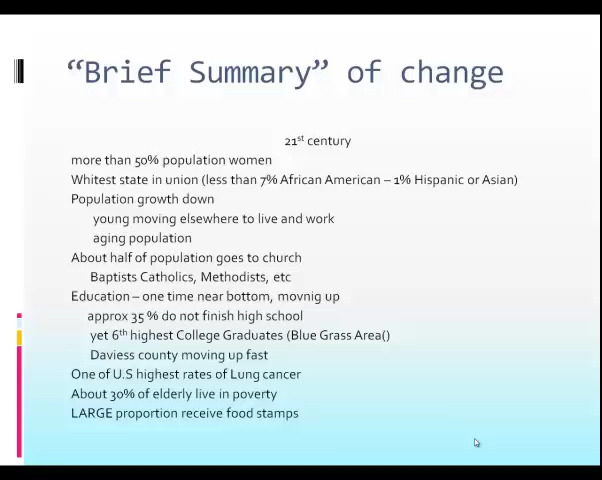 “Brief Summary” of change
21st century
more than 50% population women
Whitest state in union (less than 7% African American – 1% Hispanic or Asian)
Population growth down
young moving elsewhere to live and work
aging population
About half of population goes to church
Baptists Catholics, Methodists, etc
Education – one time near bottom, movnig up
approx 35 % do not finish high school
yet 6th highest College Graduates (Blue Grass Area()
Daviess county moving up fast
One of U.S highest rates of Lung cancer
About 30% of elderly live in poverty
LARGE proportion receive food stamps